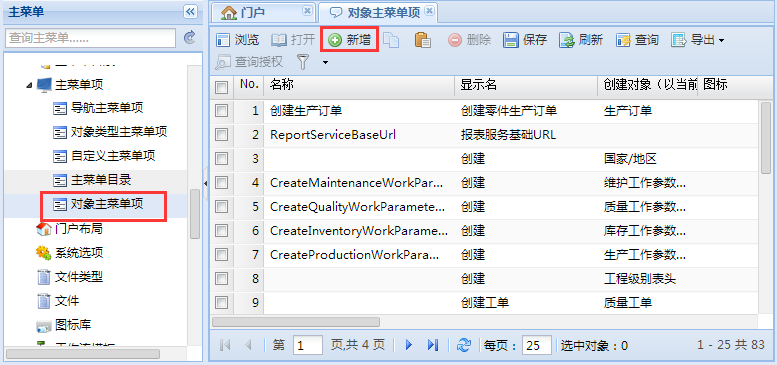 主菜单
查询主菜单......
主菜单项
导航主菜单项
对象类型主菜单项
自定义主菜单项
主菜单目录
对象主菜单项
门户布局
系统选项
文件类型
文件
图标库
门户 对象主菜单项
浏览 打开 新增 删除 保存 刷新 查询 导出
查询授权
No. 名称 显示名 创建对象（以当前 图标
1 创建生产订单 创建零件生产订单 生产订单
2 ReportServiceBaseUrl 报表服务基础URL
3 创建 国家/地区
4 CreateMaintenanceWorkPar... 创建 维护工作参数...
5 CreateQualityWorkParamete... 创建 质量工作参数...
6 CreateInventoryWorkParame... 创建 库存工作参数...
7 CreateProductionWorkPara... 创建 生产工作参数...
8 创建 工程级别表头
9 创建工单 质量工单
第 1 页,共 4 页 每页：25 选中对象：0 1 - 25 共 83